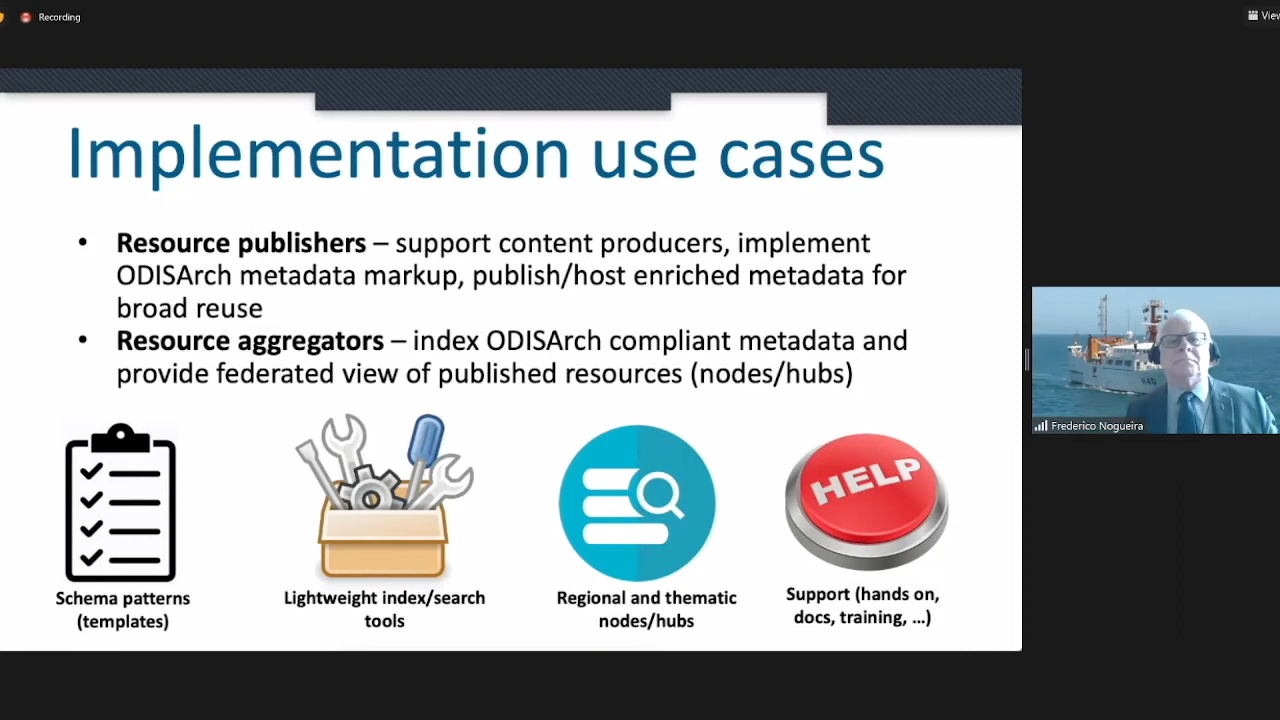 Recording
View
Implementation use cases
• Resource publishers – support content producers, implement
ODISArch metadata markup, publish/host enriched metadata for
broad reuse
• Resource aggregators – index ODISArch compliant metadata and
provide federated view of published resources (nodes/hubs)
HELP
Schema patterns
(templates)
Lightweight index/search
tools
Regional and thematic
nodes/hubs
Support (hands on,
docs, training, ...)
Frederico Nogueira